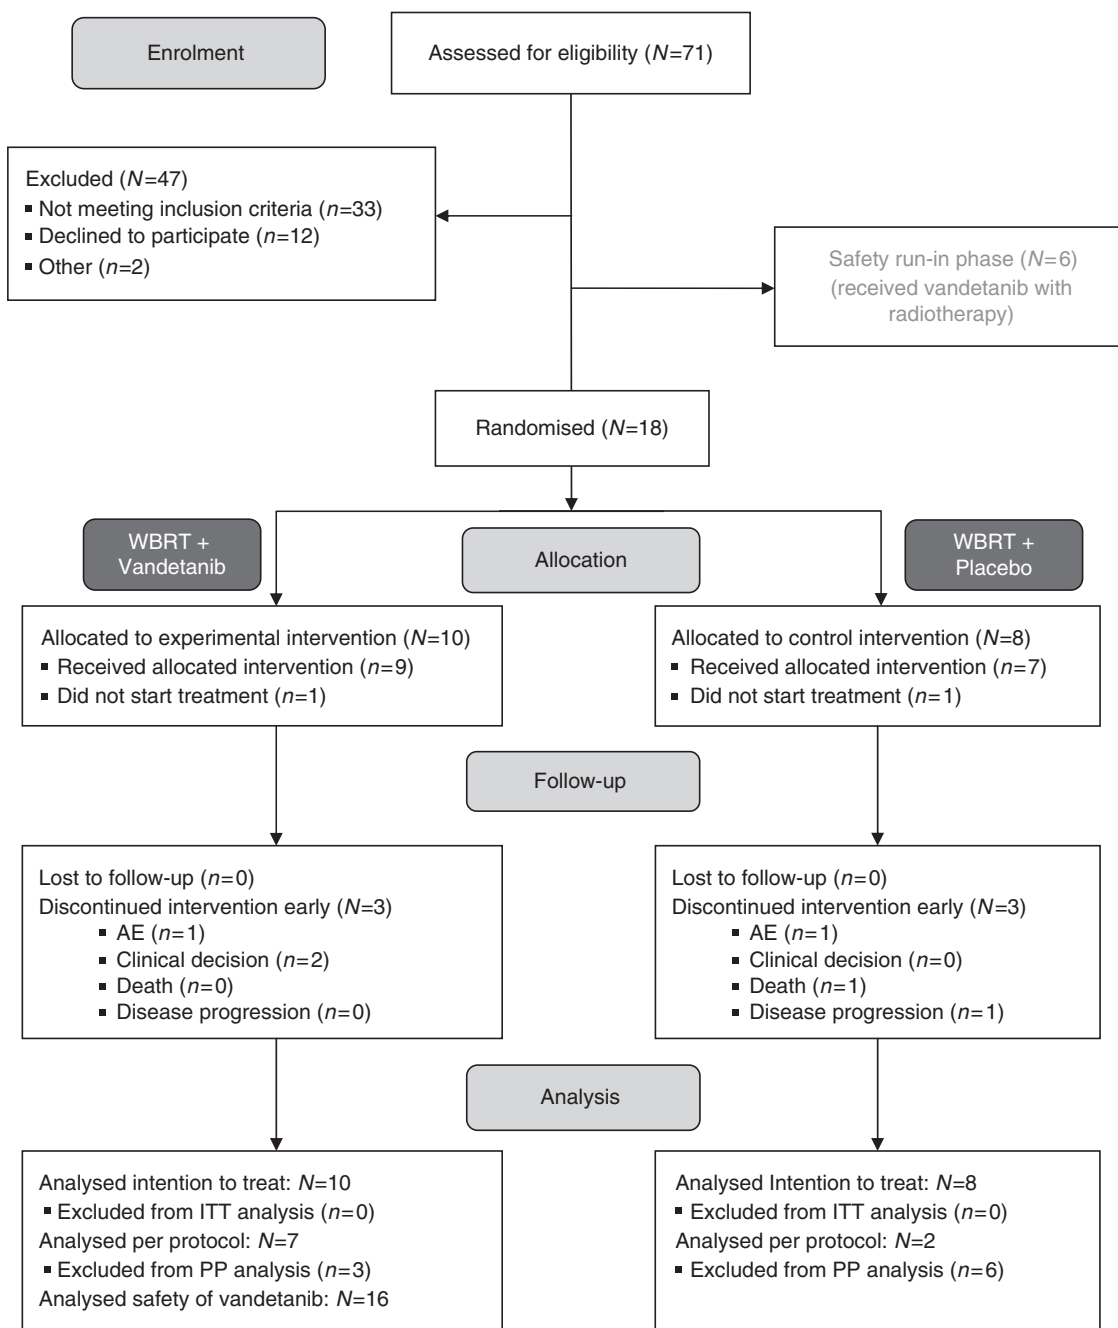 Enrolment
Assessed for eligibility (N=71)
Excluded (N=47)
▪ Not meeting inclusion criteria (n=33)
▪ Declined to participate (n=12)
▪ Other (n=2)
Safety run-in phase (N=6)
(received vandetanib with
radiotherapy)
Randomised (N=18)
WBRT +
Vandetanib
Allocation
WBRT +
Placebo
Allocated to experimental intervention (N=10)
▪ Received allocated intervention (n=9)
▪ Did not start treatment (n=1)
Allocated to control intervention (N=8)
▪ Received allocated intervention (n=7)
▪ Did not start treatment (n=1)
Follow-up
Lost to follow-up (n=0)
Discontinued intervention early (N=3)
▪ AE (n=1)
▪ Clinical decision (n=2)
▪ Death (n=0)
▪ Disease progression (n=0)
Lost to follow-up (n=0)
Discontinued intervention early (N=3)
▪ AE (n=1)
▪ Clinical decision (n=0)
▪ Death (n=1)
▪ Disease progression (n=1)
Analysis
Analysed intention to treat: N=10
▪ Excluded from ITT analysis (n=0)
Analysed per protocol: N=7
▪ Excluded from PP analysis (n=3)
Analysed safety of vandetanib: N=16
Analysed Intention to treat: N=8
▪ Excluded from ITT analysis (n=0)
Analysed per protocol: N=2
▪ Excluded from PP analysis (n=6)